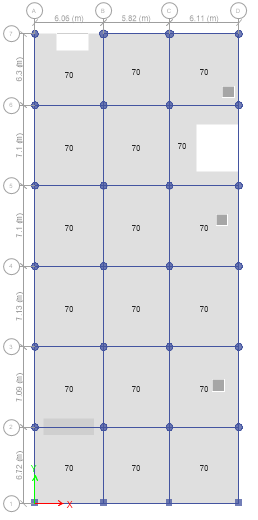 A B C D
6.05 (m) 5.82 (m) 6.11 (m)
7
6.3 (m)
70 70 70
6
7.1 (m)
70 70 70
5
7.1 (m)
70 70 70
4
7.13 (m)
70 70 70
3
7.09 (m)
70 70 70
2
6.72 (m)
70 70 70
Y
X
1